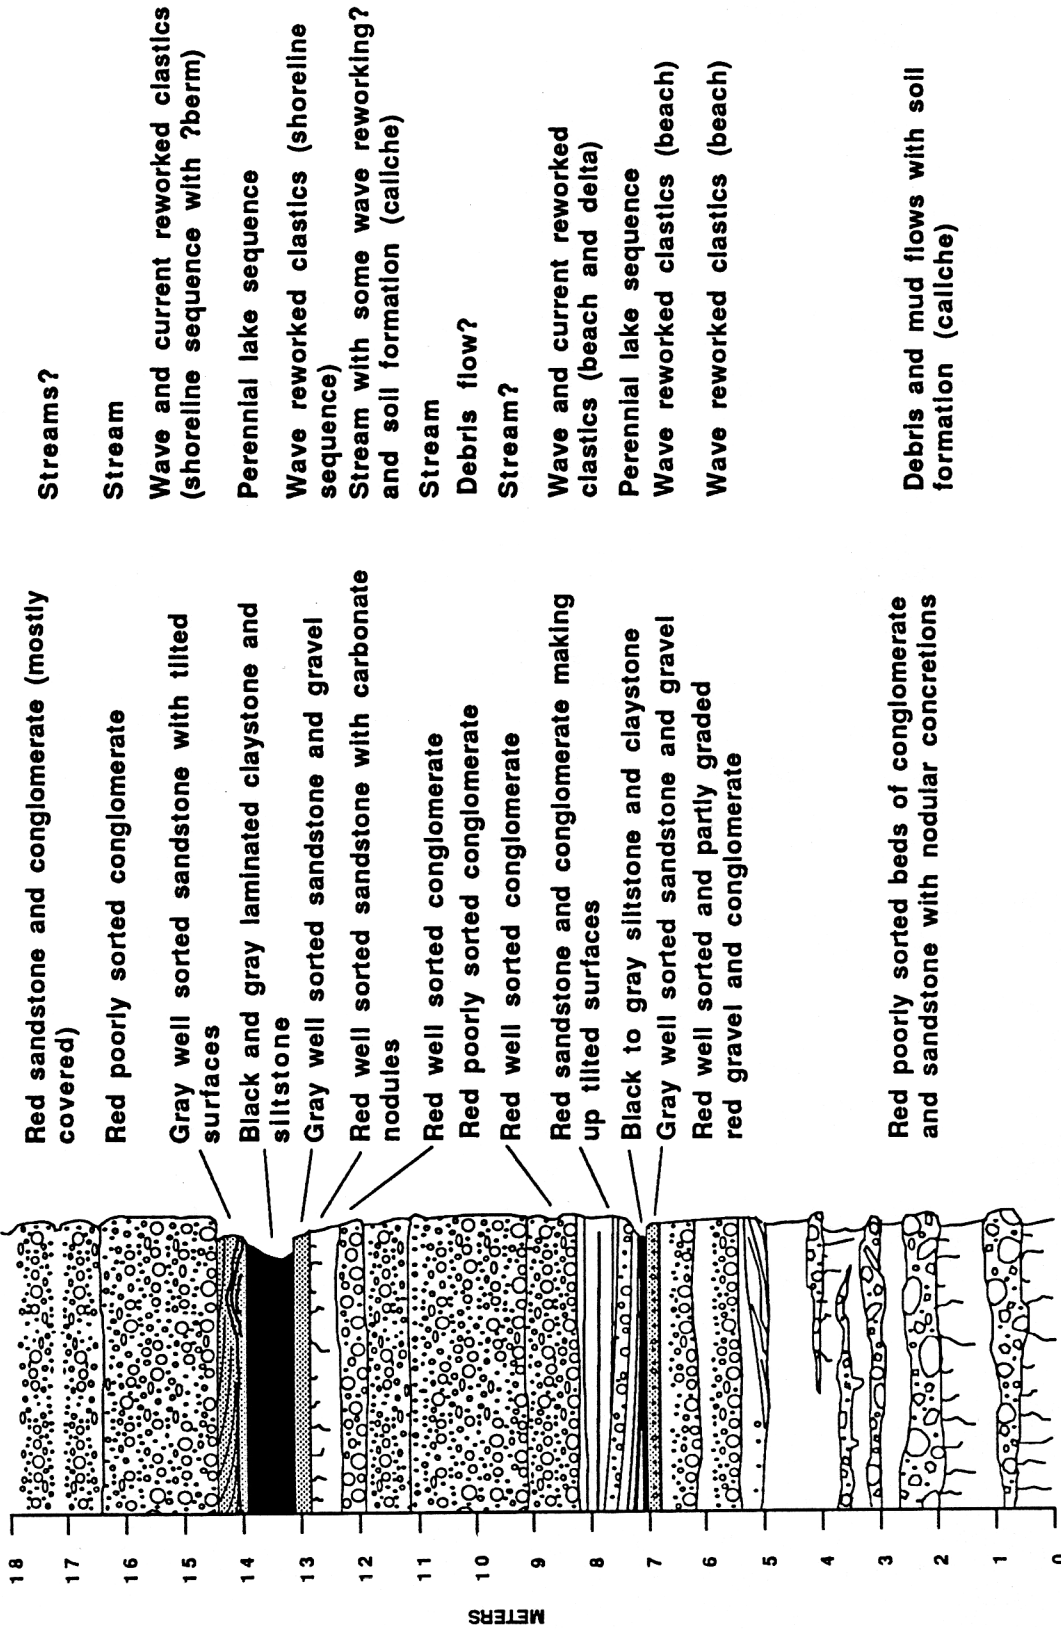 Red sandstone and conglomerate (mostly
covered)
Red poorly sorted conglomerate
Gray well sorted sandstone with tilted
surfaces
Black and gray laminated claystone and
siltstone
Gray well sorted sandstone and gravel
Red well sorted sandstone with carbonate
nodules
Red well sorted conglomerate
Red poorly sorted conglomerate
Red well sorted conglomerate
Red sandstone and conglomerate making
up tilted surfaces
Black to gray siltstone and claystone
Gray well sorted sandstone and gravel
Red well sorted and partly graded
red gravel and conglomerate
Red poorly sorted beds of conglomerate
and sandstone with nodular concretions
Streams?
Stream
Wave and current reworked clastics
(shoreline sequence with ?berm)
Perennial lake sequence
Wave reworked clastics (shoreline
sequence)
Stream with some wave reworking?
and soil formation (caliche)
Stream
Debris flow?
Stream?
Wave and current reworked
clastics (beach and delta)
Perennial lake sequence
Wave reworked clastics (beach)
Wave reworked clastics (beach)
Debris and mud flows with soil
formation (caliche)
18
17
16
15
14
13
12
11
10
9
8
7
6
5
4
3
2
1
0
METERS